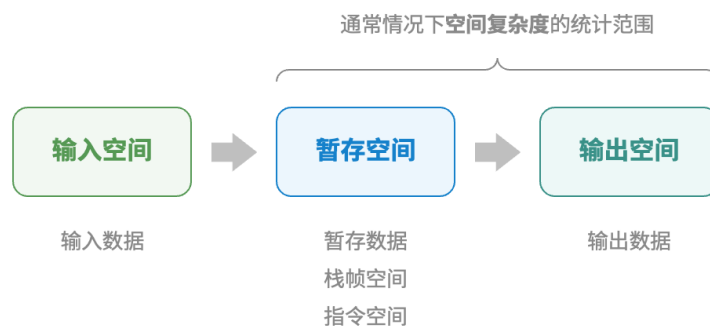 通常情况下空间复杂度的统计范围
输入空间
暂存空间
输出空间
输入数据
暂存数据
输出数据
栈帧空间
指令空间